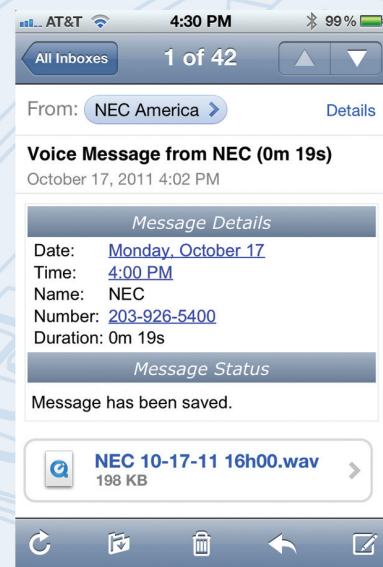 AT&T 4:30 PM 99%
All Inboxes 1 of 42
From: NEC America Details
Voice Message from NEC (0m 19s)
October 17, 2011 4:02 PM
Message Details
Date: Monday, October 17
Time: 4:00 PM
Name: NEC
Number: 203-926-5400
Duration: 0m 19s
Message Status
Message has been saved.
NEC 10-17-11 16h00.wav
198 KB